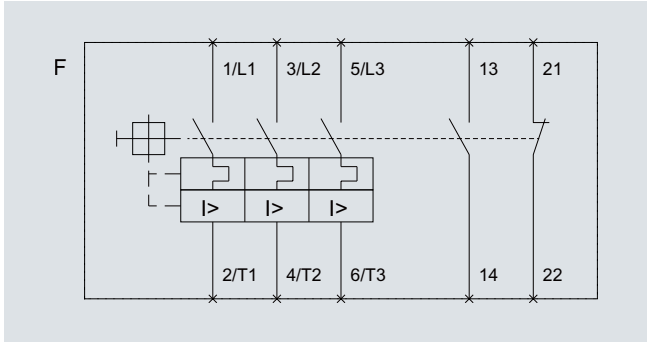 F 1/L1 3/L2 5/L3 13 21
I> I> I>
2/T1 4/T2 6/T3 14 22